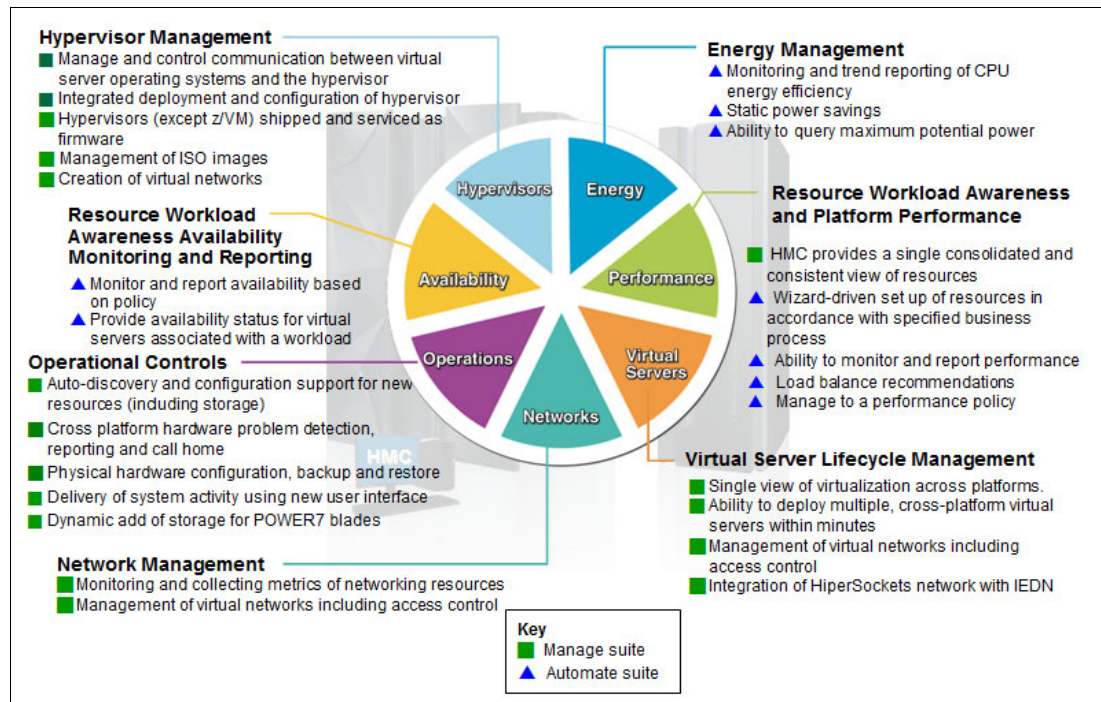 Hypervisor Management
Manage and control communication between virtual
server operating systems and the hypervisor
Integrated deployment and configuration of hypervisor
Hypervisors (except z/VM) shipped and serviced as
firmware
Management of ISO images
Creation of virtual networks
Resource Workload
Awareness Availability
Monitoring and Reporting
Monitor and report availability based
on policy
Provide availability status for virtual
servers associated with a workload
Operational Controls
Auto-discovery and configuration support for new
resources (including storage)
Cross platform hardware problem detection,
reporting and call home
Physical hardware configuration, backup and restore
Delivery of system activity using new user interface
Dynamic add of storage for POWER7 blades
Network Management
Monitoring and collecting metrics of networking resources
Management of virtual networks including access control
Hypervisors
Energy
Availability
Performance
Operations
Virtual
Servers
Networks
HMC
Energy Management
Monitoring and trend reporting of CPU
energy efficiency
Static power savings
Ability to query maximum potential power
Resource Workload Awareness
and Platform Performance
HMC provides a single consolidated and
consistent view of resources
Wizard-driven set up of resources in
accordance with specified business
process
Ability to monitor and report performance
Load balance recommendations
Manage to a performance policy
Virtual Server Lifecycle Management
Single view of virtualization across platforms.
Ability to deploy multiple, cross-platform virtual
servers within minutes
Management of virtual networks including
access control
Integration of HiperSockets network with IEDN
Key
Manage suite
Automate suite